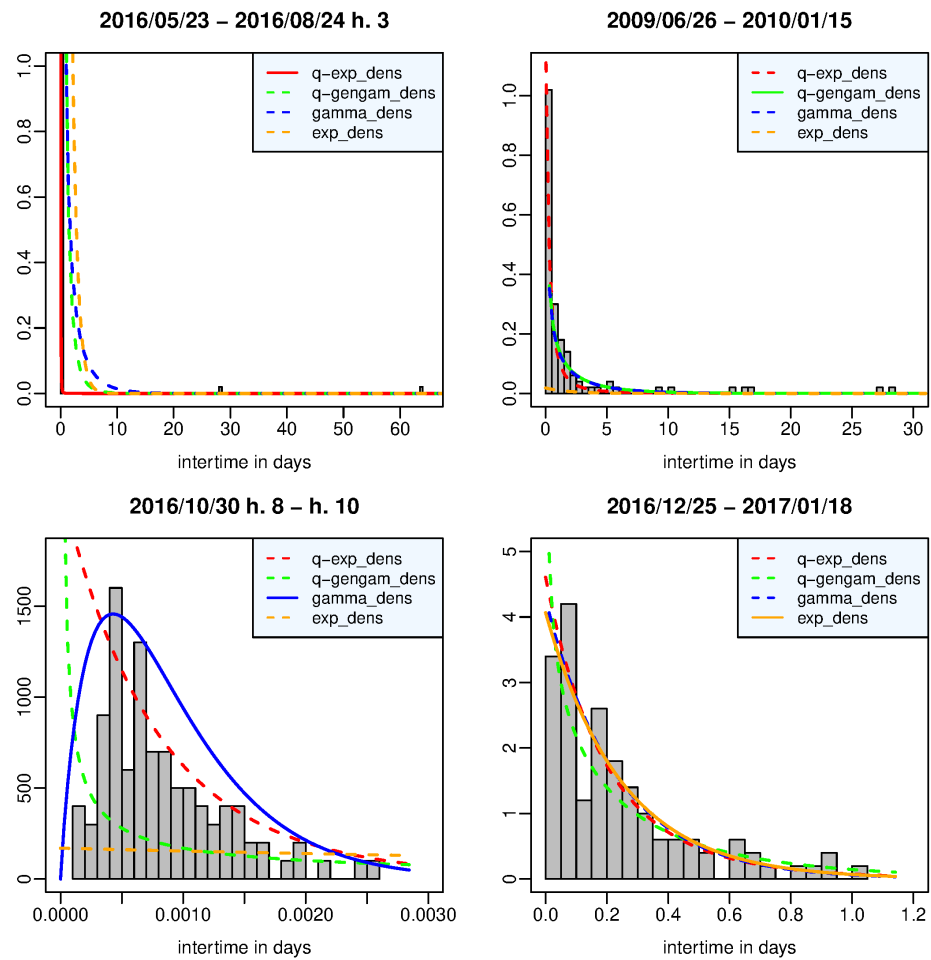 2016/05/23 − 2016/08/24 h. 3
q−exp_dens
q−gengam_dens
gamma_dens
exp_dens
0.0 0.2 0.4 0.6 0.8 1.0
0 10 20 30 40 50 60
intertime in days
2009/06/26 − 2010/01/15
q−exp_dens
q−gengam_dens
gamma_dens
exp_dens
0.0 0.2 0.4 0.6 0.8 1.0
0 5 10 15 20 25 30
intertime in days
2016/10/30 h. 8 − h. 10
q−exp_dens
q−gengam_dens
gamma_dens
exp_dens
0 500 1000 1500
0.0000 0.0010 0.0020 0.0030
intertime in days
2016/12/25 − 2017/01/18
q−exp_dens
q−gengam_dens
gamma_dens
exp_dens
0 1 2 3 4 5
0.0 0.2 0.4 0.6 0.8 1.0 1.2
intertime in days